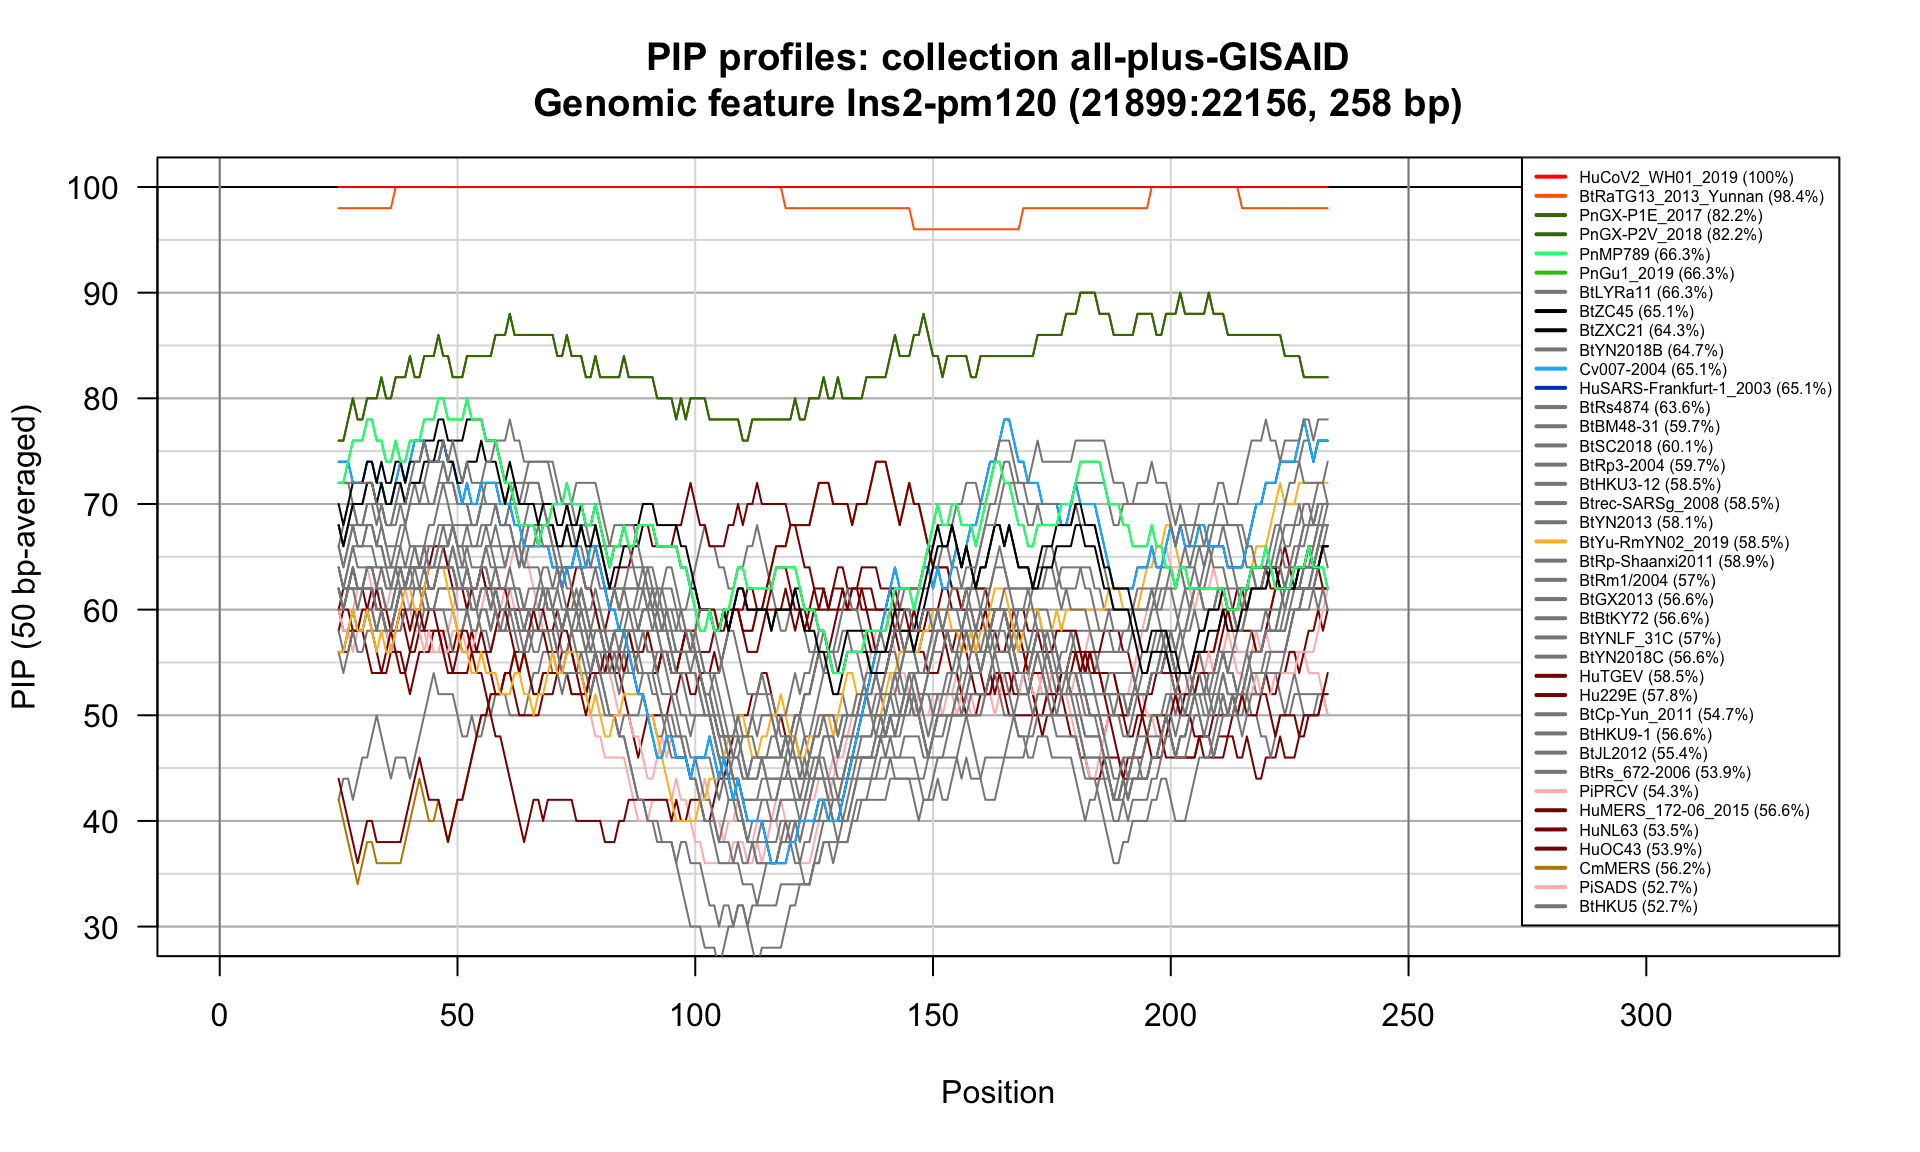 PIP profiles: collection all-plus-GISAID
Genomic feature Ins2-pm120 (21899:22156, 258 bp)
PIP (50 bp-averaged)
100
90
80
70
60
50
40
30
0
50
100
150
200
250
300
Position
HuCoV2_WH01_2019 (100%)
BtRaTG13_2013_Yunnan (98.4%)
PnGX-P1E_2017 (82.2%)
PnGX-P2V_2018 (82.2%)
PnMP789 (66.3%)
PnGu1_2019 (66.3%)
BtLYRa11 (66.3%)
BtZC45 (65.1%)
BtZXC21 (64.3%)
BtYN2018B (64.7%)
Cv007-2004 (65.1%)
HuSARS-Frankfurt-1_2003 (65.1%)
BtRs4874 (63.6%)
BtBM48-31 (59.7%)
BtSC2018 (60.1%)
BtRp3-2004 (59.7%)
BtHKU3-12 (58.5%)
Btrec-SARSg_2008 (58.5%)
BtYN2013 (58.1%)
BtYu-RmYN02_2019 (58.5%)
BtRp-Shaanxi2011 (58.9%)
BtRm1/2004 (57%)
BtGX2013 (56.6%)
BtBtKY72 (56.6%)
BtYNLF_31C (57%)
BtYN2018C (56.6%)
HuTGEV (58.5%)
Hu229E (57.8%)
BtCp-Yun_2011 (54.7%)
BtHKU9-1 (56.6%)
BtJL2012 (55.4%)
BtRs_672-2006 (53.9%)
PiPRCV (54.3%)
HuMERS_172-06_2015 (56.6%)
HuNL63 (53.5%)
HuOC43 (53.9%)
CmMERS (56.2%)
PiSADS (52.7%)
BtHKU5 (52.7%)